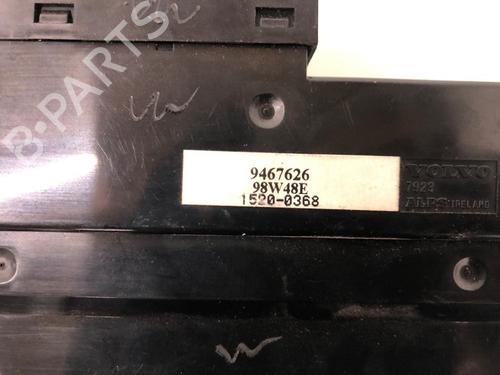 B-PARTS
9467626
98W48E
1520-0368
VOLVO
7923
ALPS IRELAND